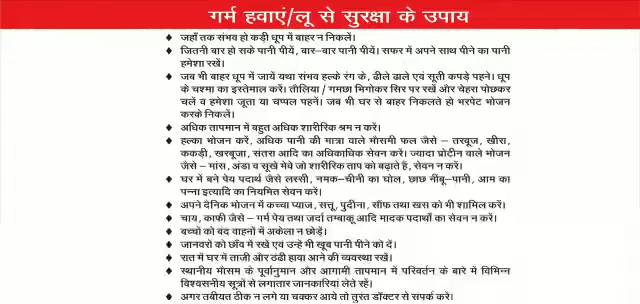 गर्म हवाएं/लू से सुरक्षा के उपाय
♦ जहाँ तक संभव हो कड़ी धूप में बाहर न निकलें।
♦ जितनी बार हो सके पानी पीयें, बार–बार पानी पीयें। सफर में अपने साथ पीने का पानी
हमेशा रखें।
♦ जब भी बाहर धूप में जायें यथा संभव हल्के रंग के, ढीले ढाले एवं सूती कपड़े पहने। धूप
के चश्मा का इस्तेमाल करें। तौलिया / गमछा भिगोकर सिर पर रखें और चेहरा पोछकर
चलें व हमेशा जूता या चप्पल पहनें। जब भी घर से बाहर निकलते हो भरपेट भोजन
करके निकलें।
♦ अधिक तापमान में बहुत अधिक शारीरिक श्रम न करें।
♦ हल्का भोजन करें, अधिक पानी की मात्रा वाले मौसमी फल जैसे – तरबूज, खीरा,
ककड़ी, खरबूजा, संतरा आदि का अधिकाधिक सेवन करें। ज्यादा प्रोटीन वाले भोजन
जैसे – मांस, अंडा व सूखे मेवे जो शारीरिक ताप को बढ़ाते हैं, सेवन न करें।
♦ घर में बने पेय पदार्थ जैसे लस्सी, नमक–चीनी का घोल, छाछ नींबू–पानी, आम का
पन्ना इत्यादि का नियमित सेवन करें।
♦ अपने दैनिक भोजन में कच्चा प्याज, सत्तू, पुदीना, सौंफ तथा खस को भी शामिल करें।
♦ चाय, काफी जैसे – गर्म पेय तथा जर्दा तम्बाकू आदि मादक पदार्थों का सेवन न करें।
♦ बच्चों को बंद वाहनों में अकेला न छोड़ें।
♦ जानवरों को छाँव में रखें एवं उन्हें भी खूब पानी पीने को दें।
♦ रात में घर में ताजी और ठंढी हावा आने की व्यवस्था रखें।
♦ स्थानीय मौसम के पूर्वानुमान और आगामी तापमान में परिवर्तन के बारे में विभिन्न
विश्वसनीय सूत्रों से लगातार जानकारियां लेते रहें।
♦ अगर तबीयत ठीक न लगे या चक्कर आये तो तुरंत डॉक्टर से संपर्क करें।